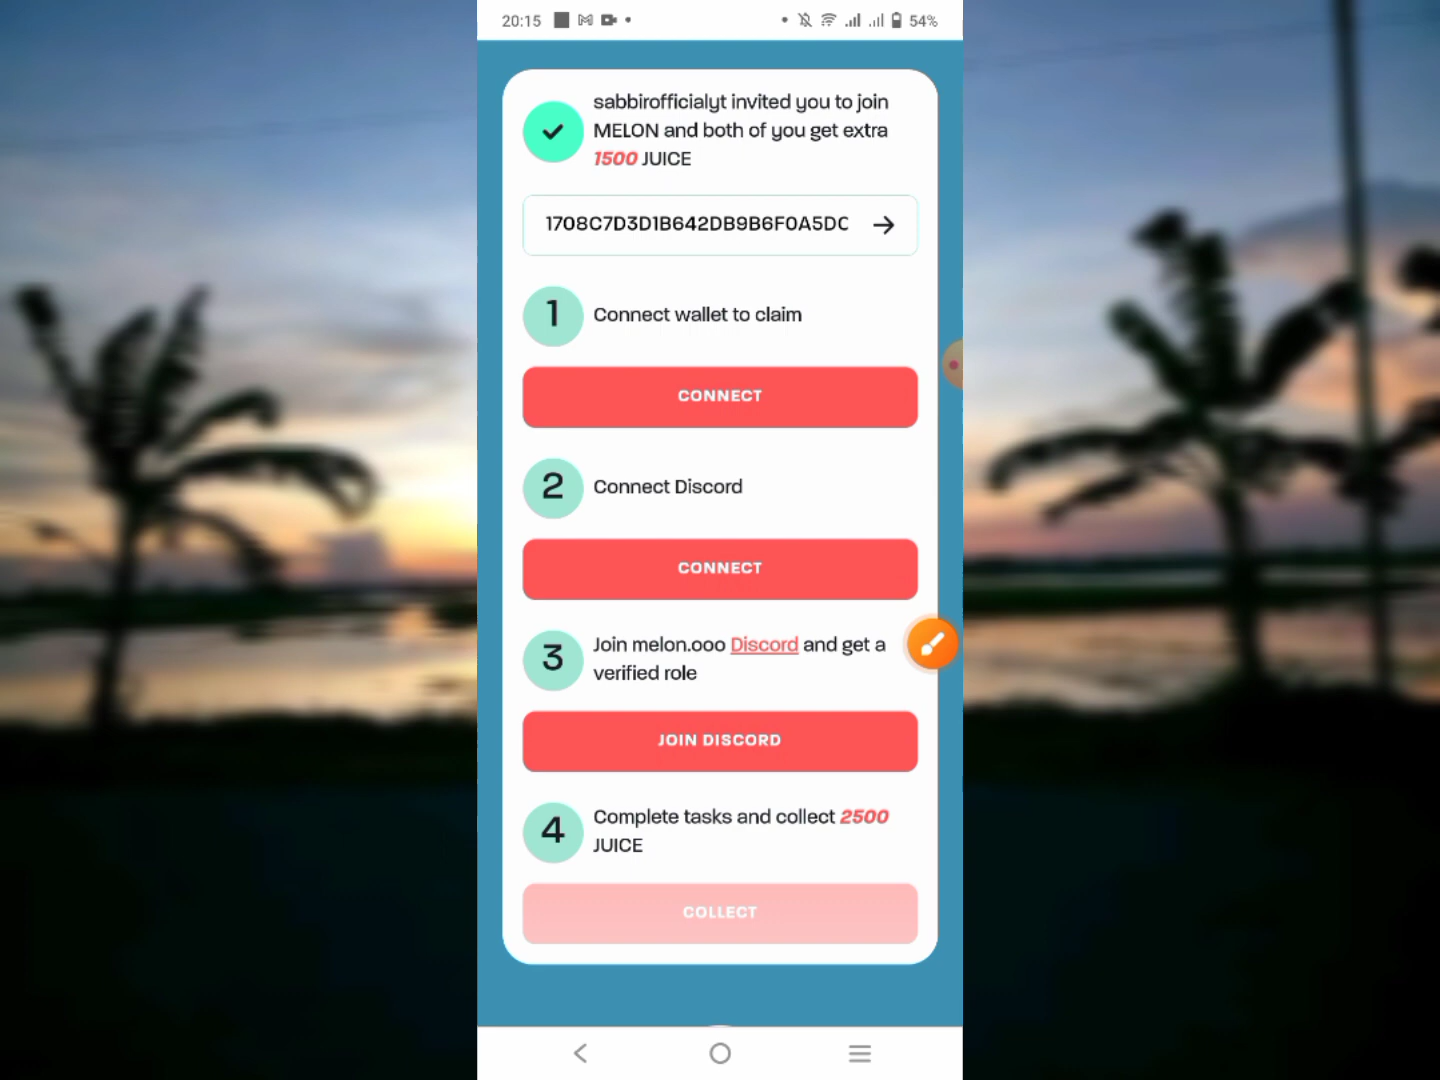 20:15
54%
sabbirofficialyt invited you to join
MELON and both of you get extra
1500 JUICE
1708C7D3D1B642DB9B6F0A5DC
1 Connect wallet to claim
CONNECT
2 Connect Discord
CONNECT
3 Join melon.ooo Discord and get a
verified role
JOIN DISCORD
4 Complete tasks and collect 2500
JUICE
COLLECT